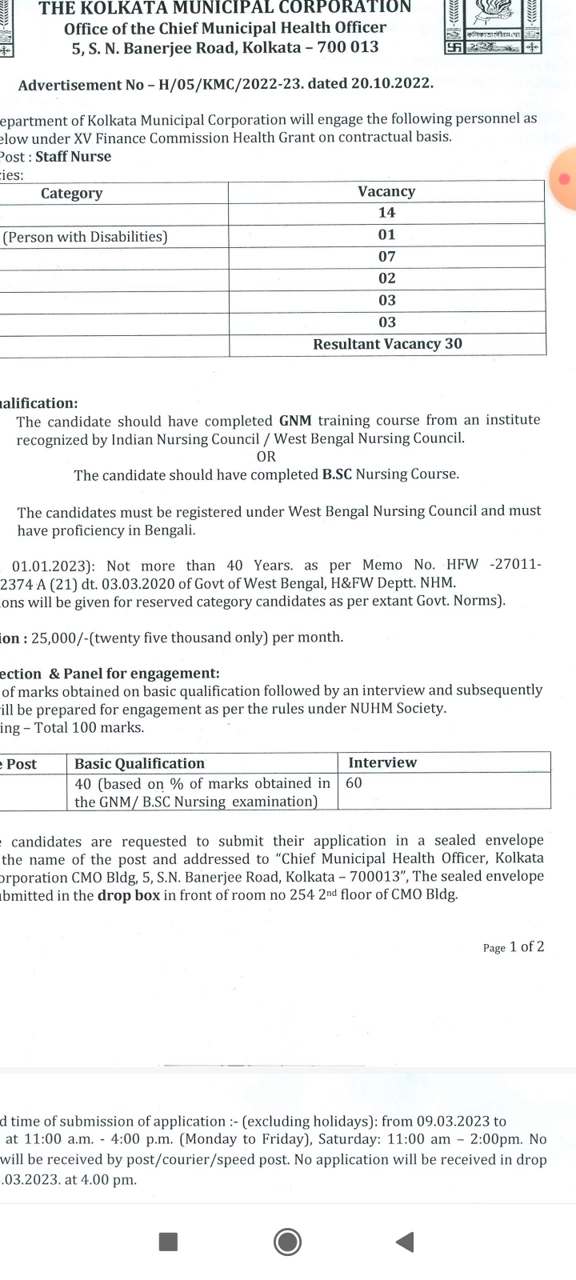 THE KOLKATA MUNICIPAL CORPORATION
Office of the Chief Municipal Health Officer
5, S. N. Banerjee Road, Kolkata – 700 013
Advertisement No – H/05/KMC/2022-23. dated 20.10.2022.
epartment of Kolkata Municipal Corporation will engage the following personnel as
elow under XV Finance Commission Health Grant on contractual basis.
Post : Staff Nurse
cies:
Category Vacancy
14
(Person with Disabilities) 01
07
02
03
03
Resultant Vacancy 30
ualification:
The candidate should have completed GNM training course from an institute
recognized by Indian Nursing Council / West Bengal Nursing Council.
OR
The candidate should have completed B.SC Nursing Course.
The candidates must be registered under West Bengal Nursing Council and must
have proficiency in Bengali.
01.01.2023): Not more than 40 Years. as per Memo No. HFW -27011-
2374 A (21) dt. 03.03.2020 of Govt of West Bengal, H&FW Deptt. NHM.
ons will be given for reserved category candidates as per extant Govt. Norms).
ion : 25,000/-(twenty five thousand only) per month.
ection & Panel for engagement:
of marks obtained on basic qualification followed by an interview and subsequently
ill be prepared for engagement as per the rules under NUHM Society.
ing – Total 100 marks.
e Post Basic Qualification Interview
40 (based on % of marks obtained in 60
the GNM/ B.SC Nursing examination)
e candidates are requested to submit their application in a sealed envelope
the name of the post and addressed to “Chief Municipal Health Officer, Kolkata
orporation CMO Bldg, 5, S.N. Banerjee Road, Kolkata – 700013”, The sealed envelope
ubmitted in the drop box in front of room no 254 2nd floor of CMO Bldg.
Page 1 of 2
d time of submission of application :- (excluding holidays): from 09.03.2023 to
at 11:00 a.m. - 4:00 p.m. (Monday to Friday), Saturday: 11:00 am – 2:00pm. No
will be received by post/courier/speed post. No application will be received in drop
.03.2023. at 4.00 pm.